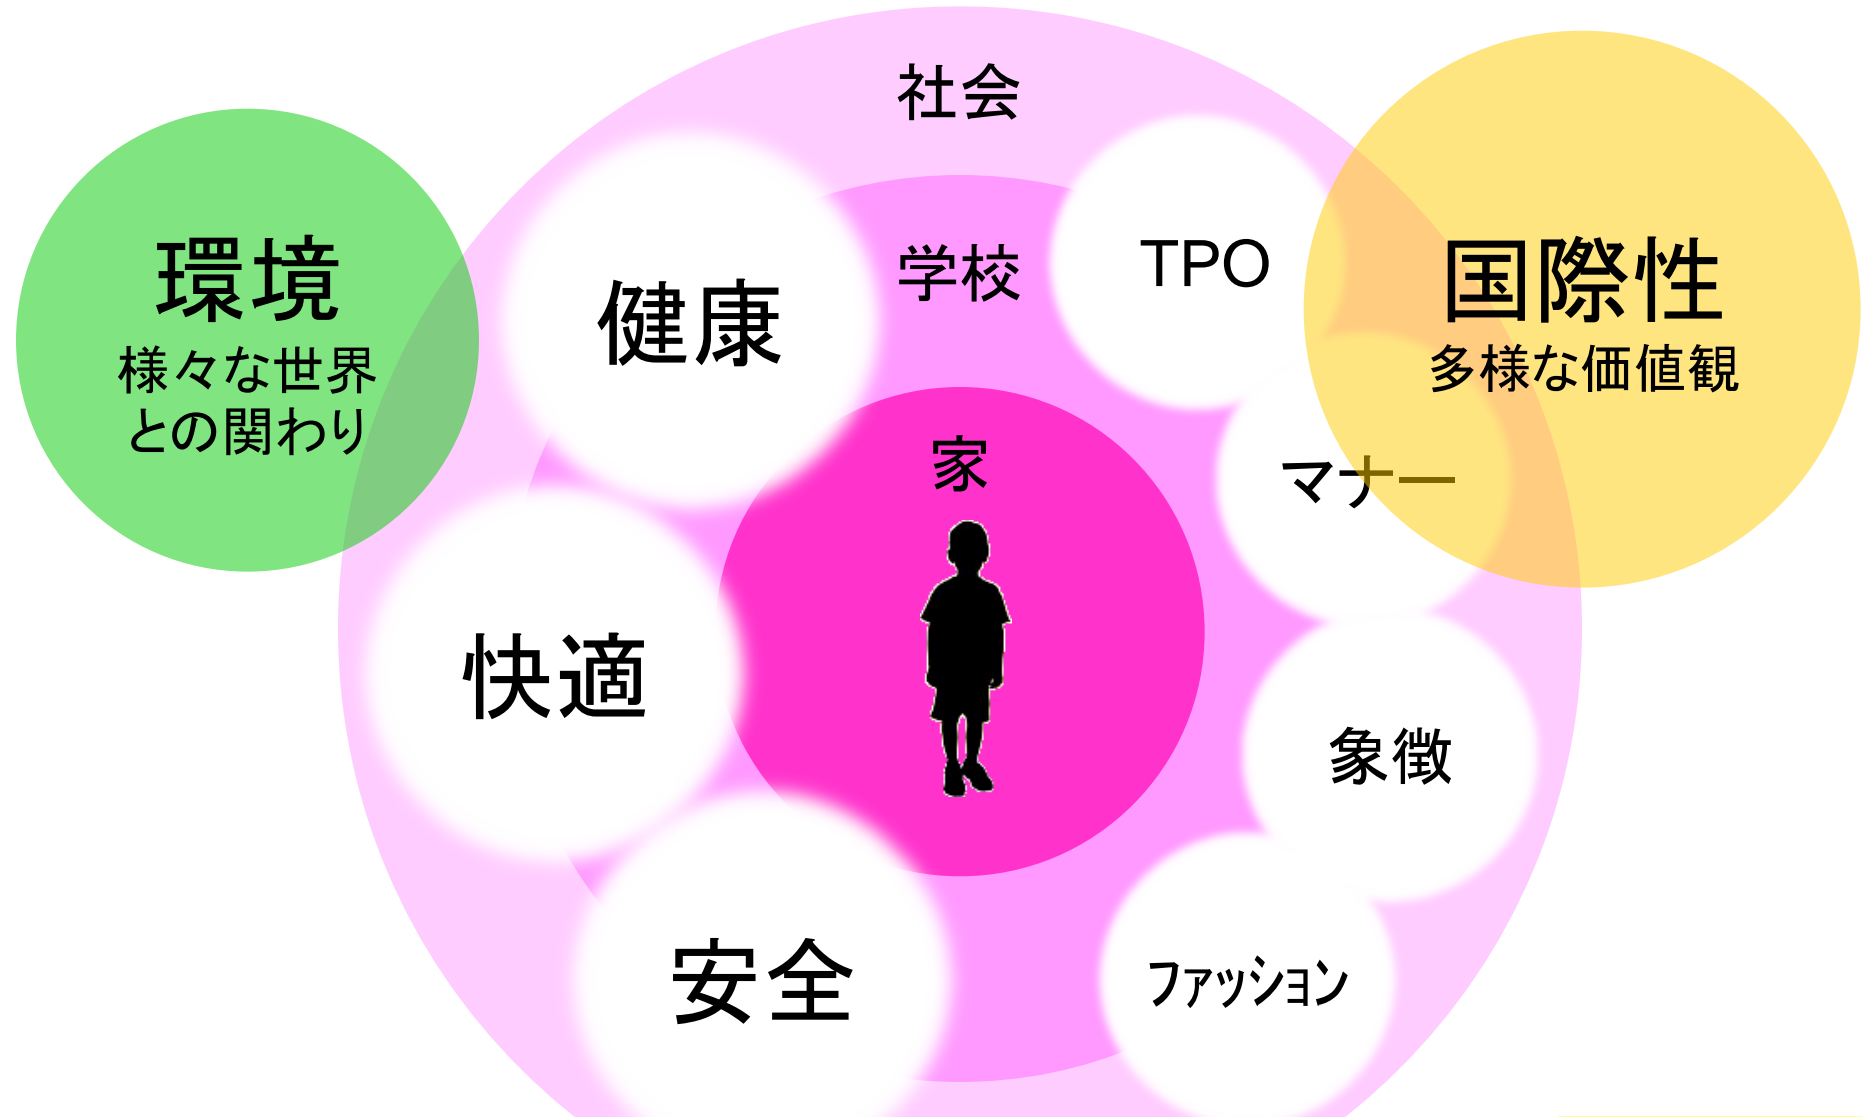 社会
環境
様々な世界
との関わり
健康
学校
TPO
国際性
多様な価値観
家
マナー
快適
象徴
安全
ファッション